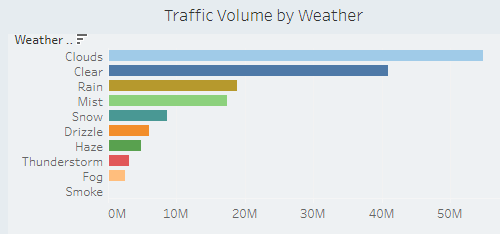 Traffic Volume by Weather
Weather ..
Clouds
Clear
Rain
Mist
Snow
Drizzle
Haze
Thunderstorm
Fog
Smoke
0M 10M 20M 30M 40M 50M